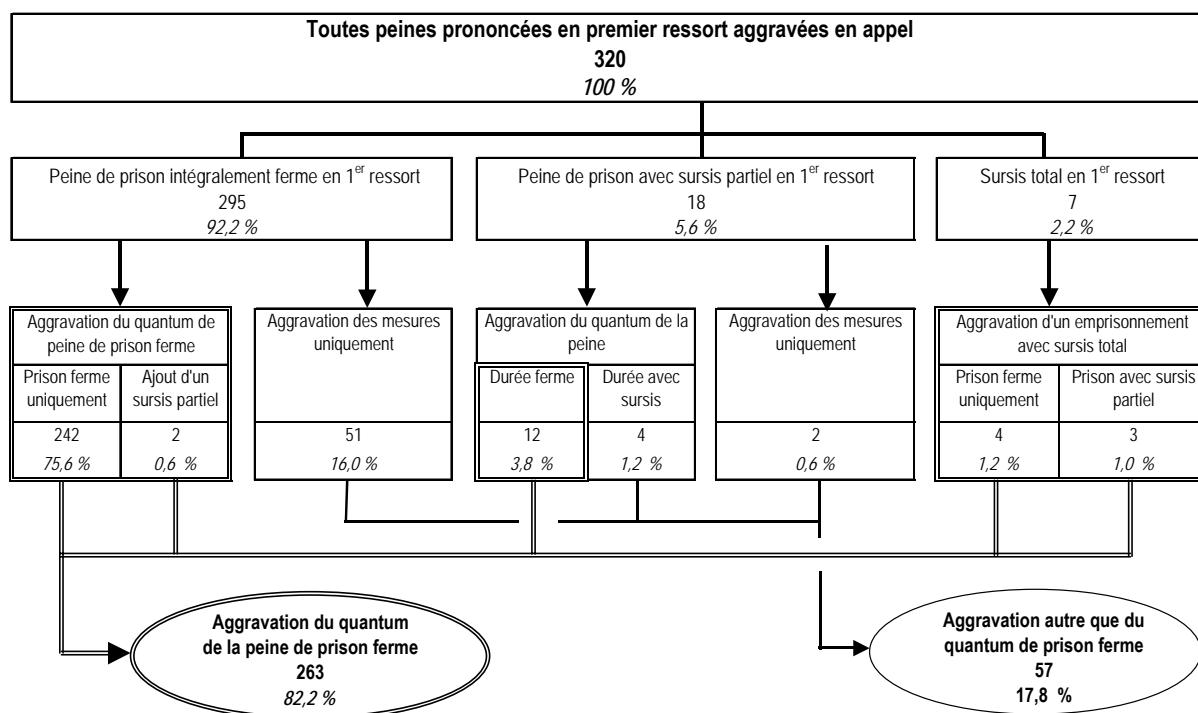 Toutes peines prononcées en premier ressort aggravées en appel
320
100 %
Peine de prison intégralement ferme en 1er ressort
295
92,2 %
Peine de prison avec sursis partiel en 1er ressort
18
5,6 %
Sursis total en 1er ressort
7
2,2 %
Aggravation du quantum de
peine de prison ferme
Prison ferme
uniquement
242
75,6 %
Ajout d'un
sursis partiel
2
0,6 %
Aggravation des mesures
uniquement
51
16,0 %
Aggravation du quantum de la
peine
Durée ferme
12
3,8 %
Durée avec
sursis
4
1,2 %
Aggravation des mesures
uniquement
2
0,6 %
Aggravation d'un emprisonnement
avec sursis total
Prison ferme
uniquement
4
1,2 %
Prison avec sursis
partiel
3
1,0 %
Aggravation du quantum
de la peine de prison ferme
263
82,2 %
Aggravation autre que du
quantum de prison ferme
57
17,8 %